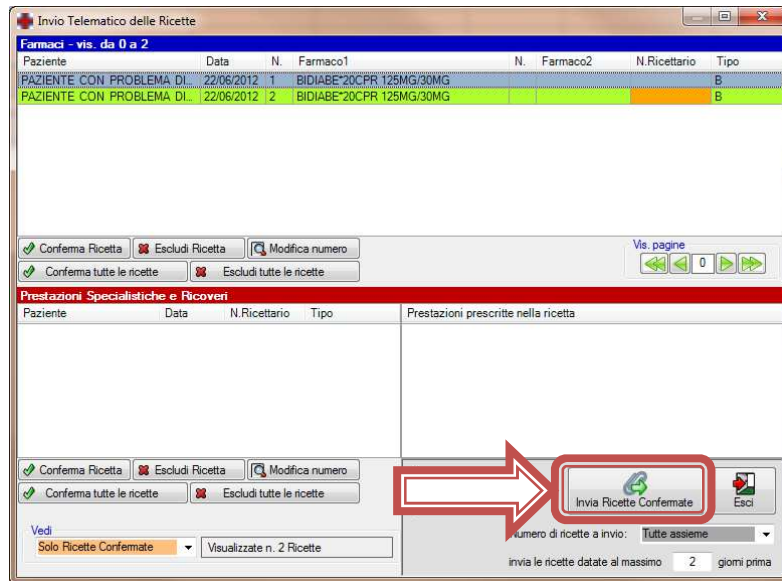 Invio Telematico delle Ricette
Farmaci - vis. da 0 a 2
Paziente Data N. Farmaco1 N. Farmaco2 N.Ricettario Tipo
PAZIENTE CON PROBLEMA DI... 22/06/2012 1 BIDIABE*20CPR 125MG/30MG B
PAZIENTE CON PROBLEMA DI... 22/06/2012 2 BIDIABE*20CPR 125MG/30MG B
Conferma Ricetta Escludi Ricetta Modifica numero
Vis. pagine
0
Conferma tutte le ricette Escludi tutte le ricette
Prestazioni Specialistiche e Ricoveri
Paziente Data N.Ricettario Tipo Prestazioni prescritte nella ricetta
Conferma Ricetta Escludi Ricetta Modifica numero
Conferma tutte le ricette Escludi tutte le ricette
Invia Ricette Confermate Esci
Vedi
Solo Ricette Confermate Visualizzate n. 2 Ricette
Numero di ricette a invio: Tutte assieme
invia le ricette datate al massimo 2 giorni prima